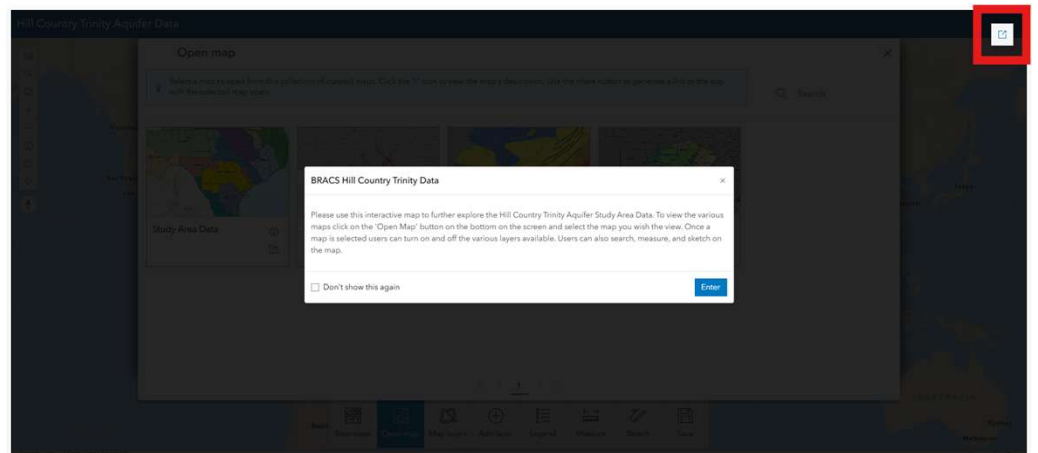 Hill Country Trinity Aquifer Data
Open map
Search
Study Area Data
BRACS Hill Country Trinity Data
Please use this interactive map to further explore the Hill Country Trinity Aquifer Study Area Data. To view the various
maps click on the 'Open Map' button on the bottom on the screen and select the map you wish the view. Once a
map is selected users can turn on and off the various layers available. Users can also search, measure, and sketch on
the map.
Don't show this again
Enter
1
Legend
Measure
Sketch
Save
AUSTRALIA
Sydney